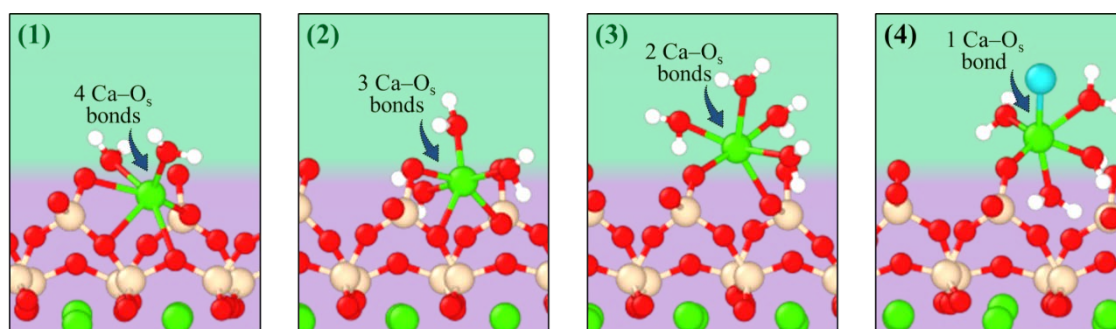 (1)
4 Ca–Oₛ
bonds
(2)
3 Ca–Oₛ
bonds
(3)
2 Ca–Oₛ
bonds
(4)
1 Ca–Oₛ
bond